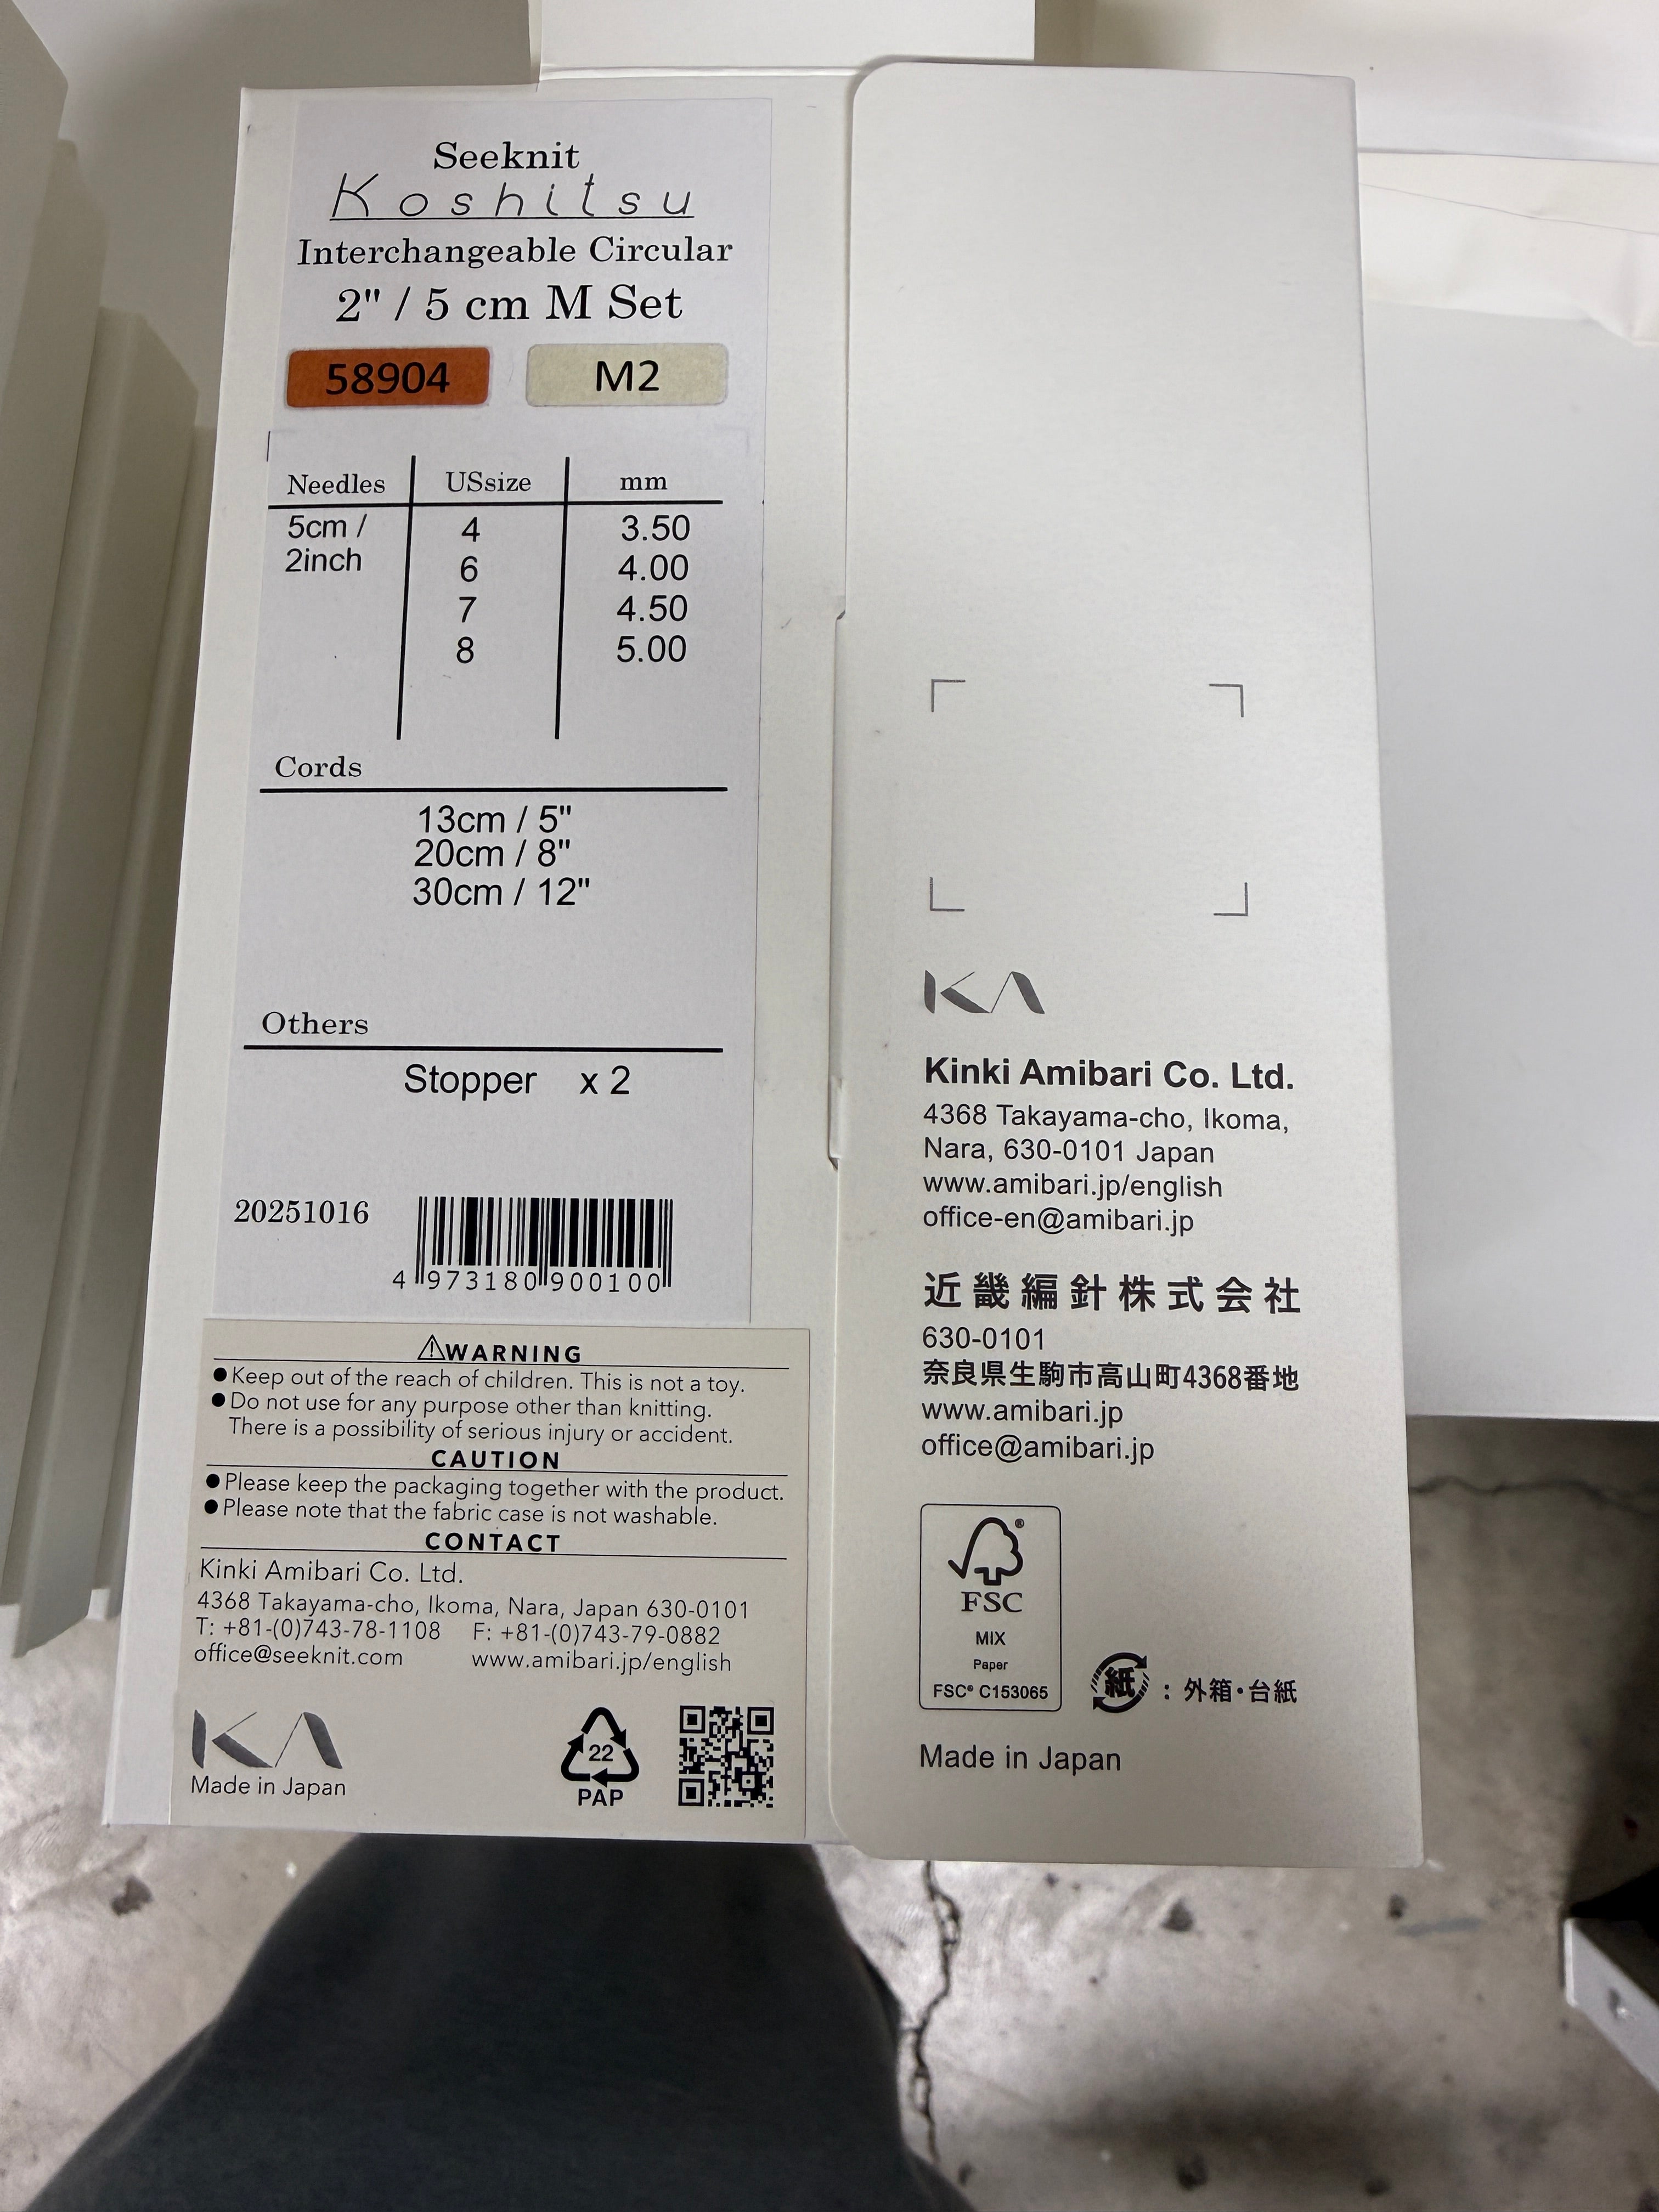 Seeknit
Koshitsu
Interchangeable Circular
2" / 5 cm M Set
58904 M2
Needles USsize mm
5cm / 4 3.50
2inch 6 4.00
7 4.50
8 5.00
Cords
13cm / 5"
20cm / 8"
30cm / 12"
Others
Stopper x 2
20251016
4 973180 900100
⚠WARNING
●Keep out of the reach of children. This is not a toy.
●Do not use for any purpose other than knitting.
There is a possibility of serious injury or accident.
CAUTION
●Please keep the packaging together with the product.
●Please note that the fabric case is not washable.
CONTACT
Kinki Amibari Co. Ltd.
4368 Takayama-cho, Ikoma, Nara, Japan 630-0101
T: +81-(0)743-78-1108 F: +81-(0)743-79-0882
office@seeknit.com www.amibari.jp/english
KA
Made in Japan
22
PAP
KA
Kinki Amibari Co. Ltd.
4368 Takayama-cho, Ikoma,
Nara, 630-0101 Japan
www.amibari.jp/english
office-en@amibari.jp
近畿編針株式会社
630-0101
奈良県生駒市高山町4368番地
www.amibari.jp
office@amibari.jp
®
FSC
MIX
Paper
FSC® C153065
紙 : 外箱・台紙
Made in Japan